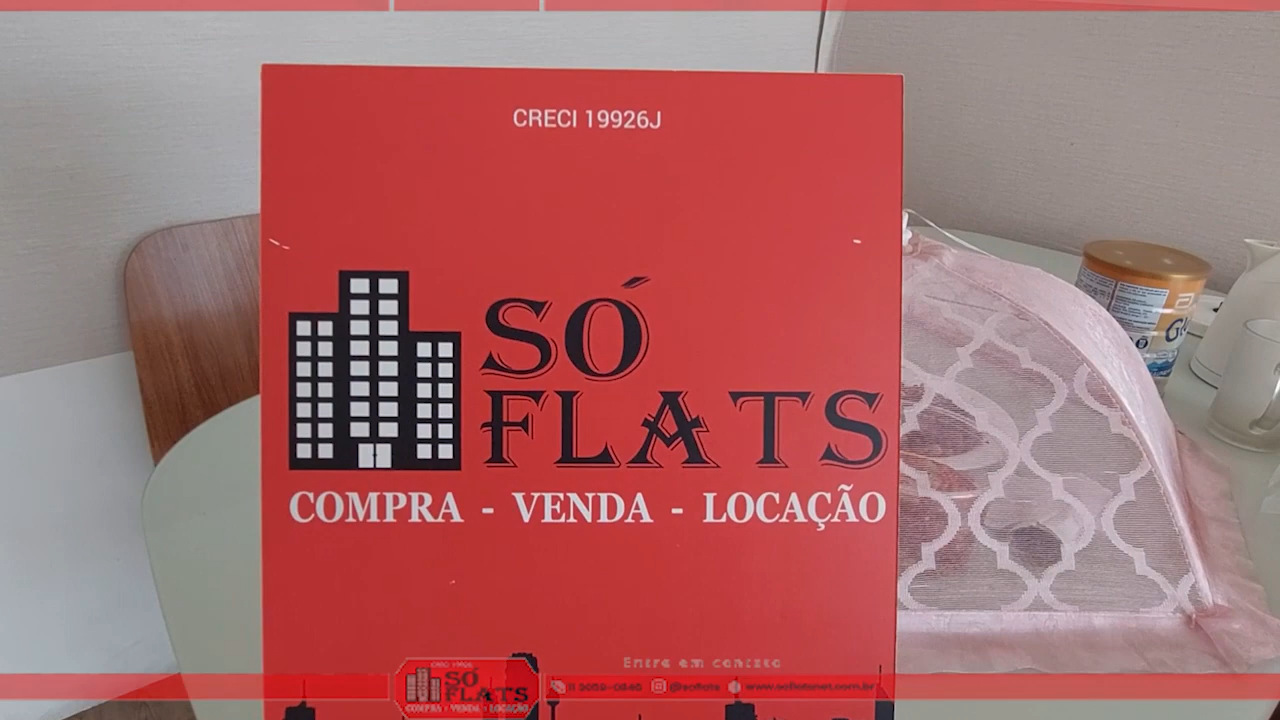 CRECI 19926J
SÓ
FLATS
COMPRA - VENDA - LOCAÇÃO
SÓ
FLATS
COMPRA - VENDA - LOCAÇÃO
Entre em contato
@soflats